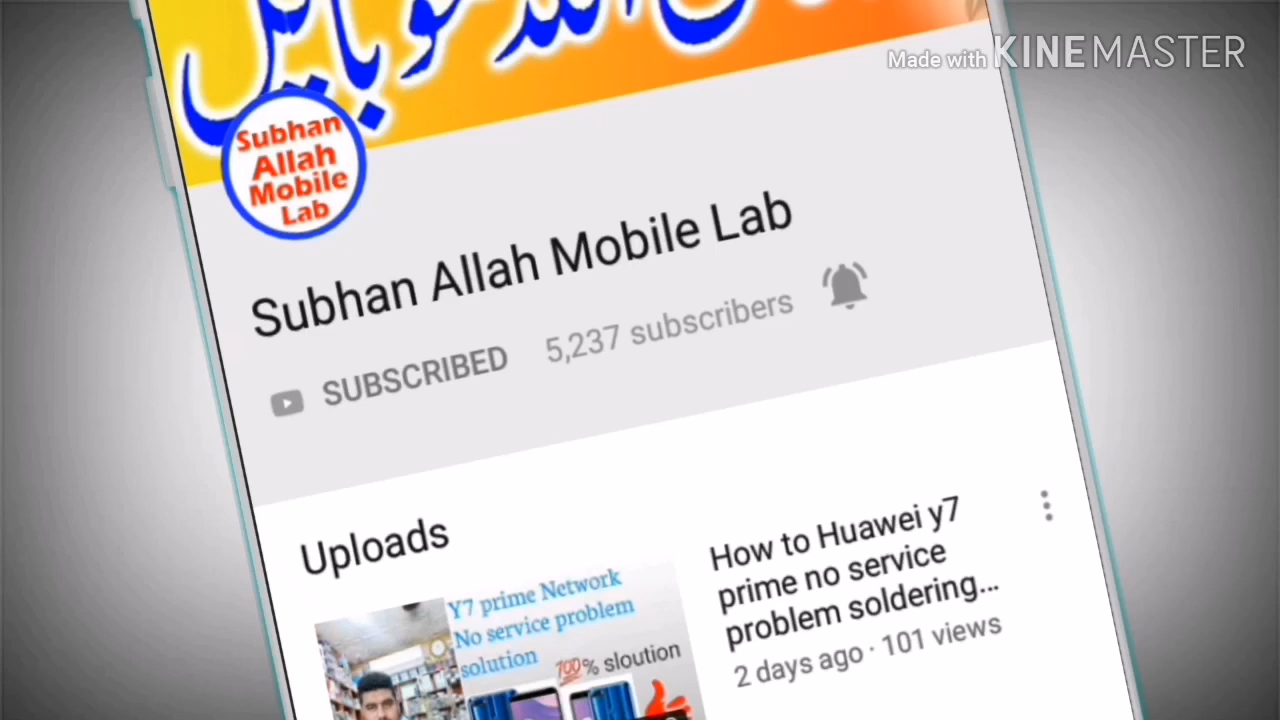 موبائیل
Made with KINEMASTER
Subhan
Allah
Mobile
Lab
Subhan Allah Mobile Lab
SUBSCRIBED 5,237 subscribers
Uploads
Y7 prime Network
No service problem
solution 💯% sloution
How to Huawei y7
prime no service
problem soldering...
2 days ago · 101 views